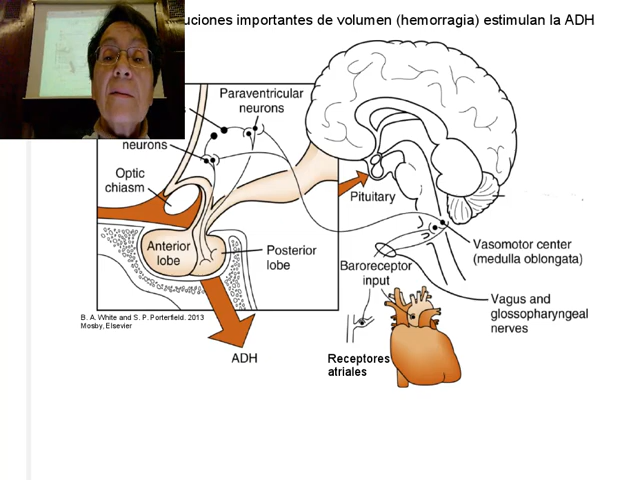 importantes de volumen (hemorragia) estimulan la ADH
Paraventricular
neurons
neurons
Optic
chiasm
Pituitary
Anterior
lobe
Posterior
lobe
Vasomotor center
(medulla oblongata)
Baroreceptor
input
Vagus and
glossopharyngeal
nerves
B. A. White and S. P. Porterfield. 2013
Mosby, Elsevier
ADH
Receptores
atriales